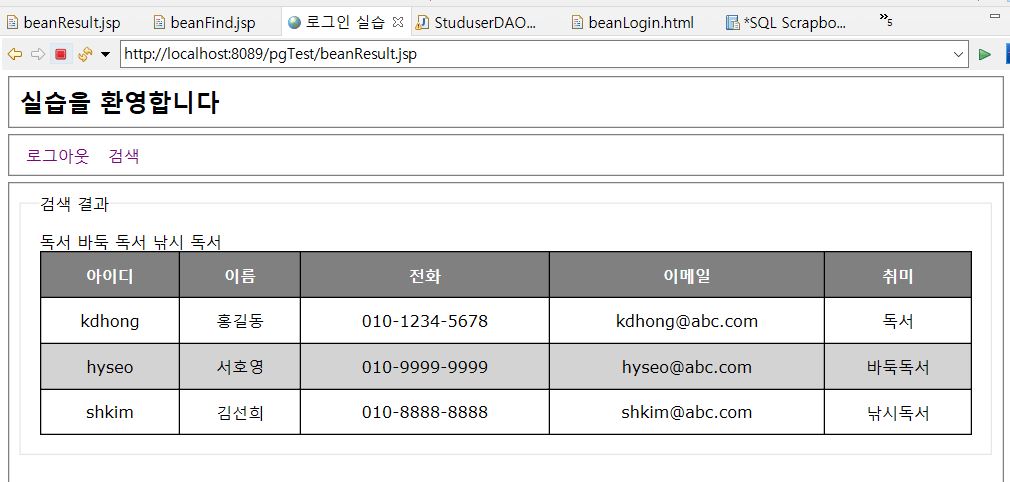 beanResult.jsp beanFind.jsp 로그인 실습 StuduserDAO... beanLogin.html *SQL Scrapbo... »5
http://localhost:8089/pgTest/beanResult.jsp
실습을 환영합니다
로그아웃 검색
검색 결과
독서 바둑 독서 낚시 독서
아이디 이름 전화 이메일 취미
kdhong 홍길동 010-1234-5678 kdhong@abc.com 독서
hyseo 서호영 010-9999-9999 hyseo@abc.com 바둑독서
shkim 김선희 010-8888-8888 shkim@abc.com 낚시독서